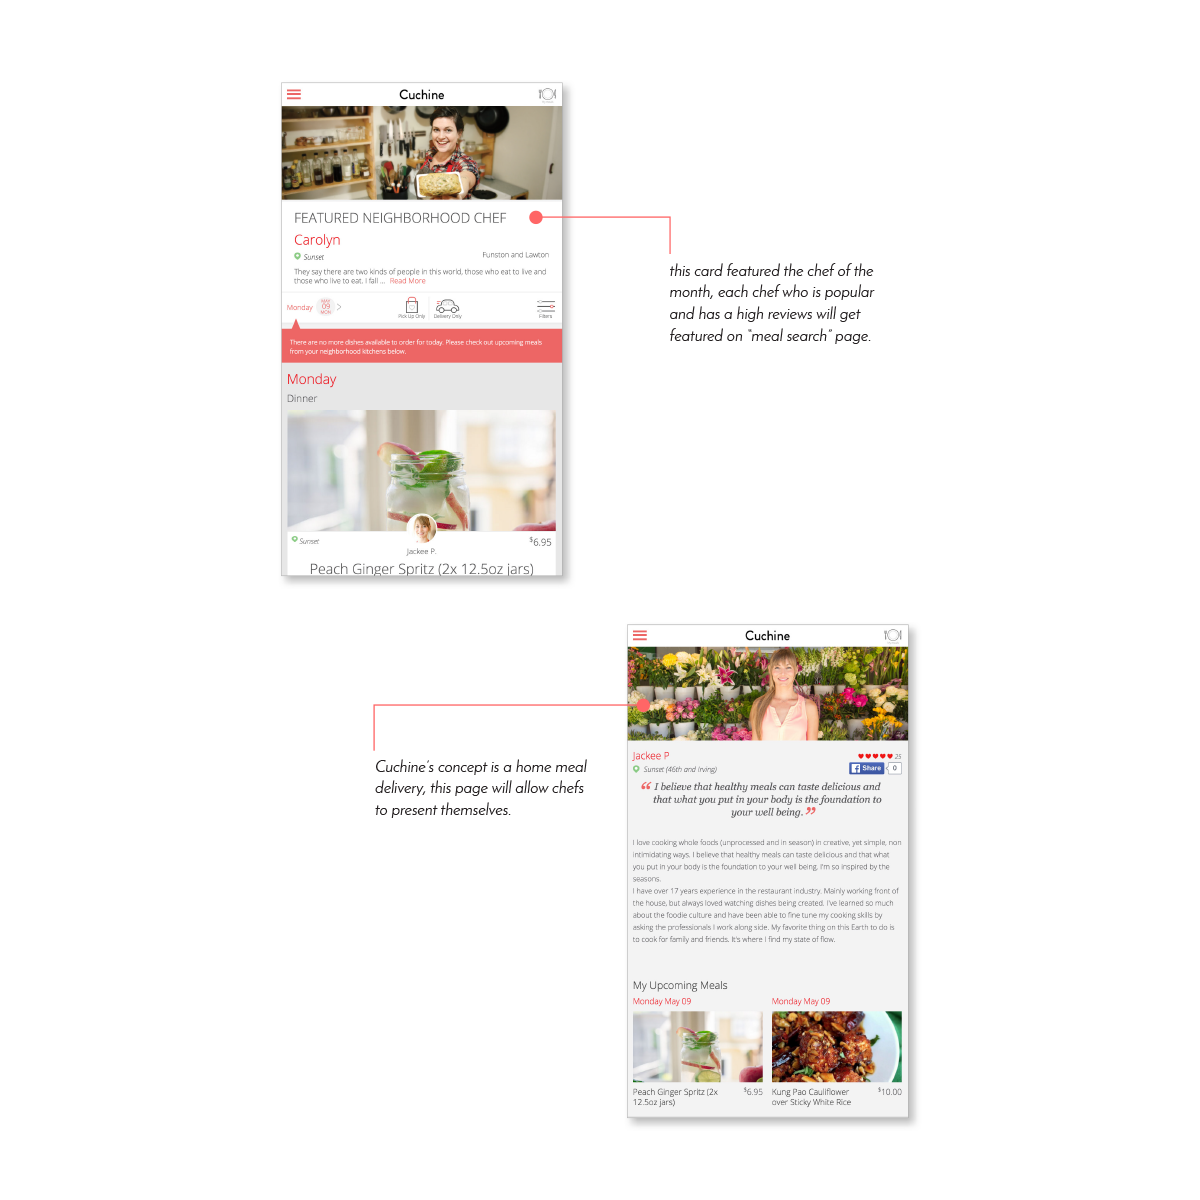 Cuchine
FEATURED NEIGHBORHOOD CHEF
Carolyn
Sunset
Funston and Lawton
They say there are two kinds of people in this world, those who eat to live and
those who live to eat. I fall ... Read More
Monday
MAY
09
MON
Pick-Up Only
Delivery Only
Filters
There are no more dishes available to order for today. Please check out upcoming meals
from your neighborhood kitchens below.
Monday
Dinner
Sunset
$6.95
Jackee P.
Peach Ginger Spritz (2x 12.5oz jars)
this card featured the chef of the
month, each chef who is popular
and has a high reviews will get
featured on "meal search" page.
Cuchine's concept is a home meal
delivery, this page will allow chefs
to present themselves.
Cuchine
Jackee P
25
Sunset (46th and Irving)
Share
0
“ I believe that healthy meals can taste delicious and
that what you put in your body is the foundation to
your well being. ”
I love cooking whole foods (unprocessed and in season) in creative, yet simple, non
intimidating ways. I believe that healthy meals can taste delicious and that what
you put in your body is the foundation to your well being. I'm so inspired by the
seasons.
I have over 17 years experience in the restaurant industry. Mainly working front of
the house, but always loved watching dishes being created. I've learned so much
about the foodie culture and have been able to fine tune my cooking skills by
asking the professionals I work along side. My favorite thing on this Earth to do is
to cook for family and friends. It's where I find my state of flow.
My Upcoming Meals
Monday May 09
Monday May 09
Peach Ginger Spritz (2x
12.5oz jars)
$6.95
Kung Pao Cauliflower
over Sticky White Rice
$10.00